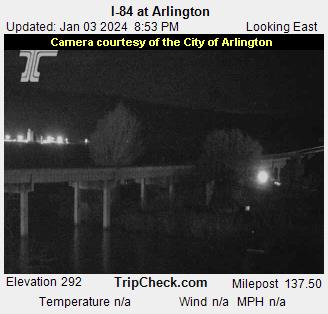 I-84 at Arlington
Updated: Jan 03 2024 8:53 PM Looking East
Camera courtesy of the City of Arlington
Elevation 292 TripCheck.com Milepost 137.50
Temperature n/a Wind n/a MPH n/a